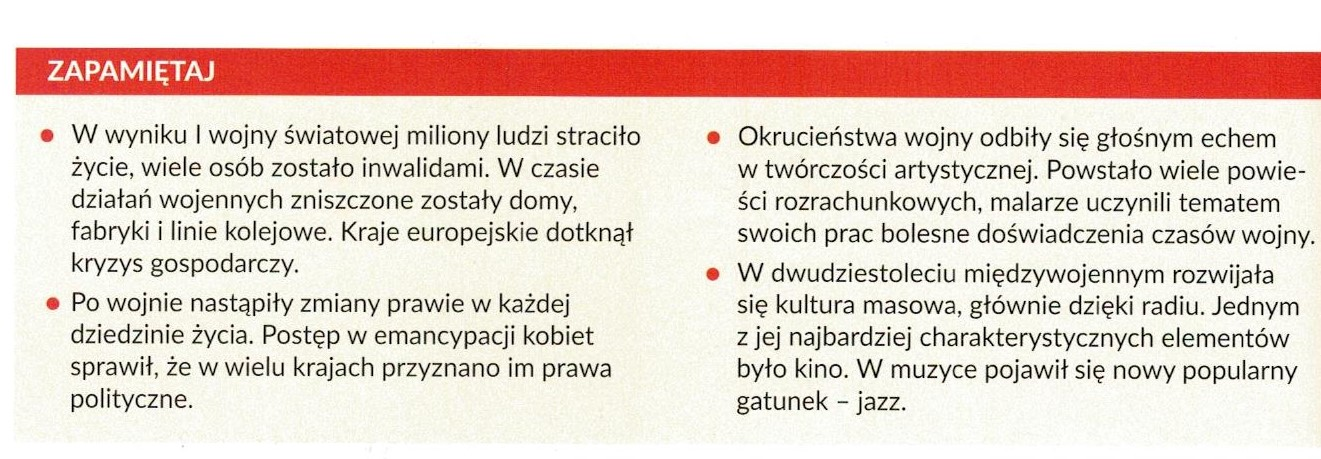 ZAPAMIĘTAJ
• W wyniku I wojny światowej miliony ludzi straciło
życie, wiele osób zostało inwalidami. W czasie
działań wojennych zniszczone zostały domy,
fabryki i linie kolejowe. Kraje europejskie dotknął
kryzys gospodarczy.
• Po wojnie nastąpiły zmiany prawie w każdej
dziedzinie życia. Postęp w emancypacji kobiet
sprawił, że w wielu krajach przyznano im prawa
polityczne.
• Okrucieństwa wojny odbiły się głośnym echem
w twórczości artystycznej. Powstało wiele powie-
ści rozrachunkowych, malarze uczynili tematem
swoich prac bolesne doświadczenia czasów wojny.
• W dwudziestoleciu międzywojennym rozwijała
się kultura masowa, głównie dzięki radiu. Jednym
z jej najbardziej charakterystycznych elementów
było kino. W muzyce pojawił się nowy popularny
gatunek – jazz.